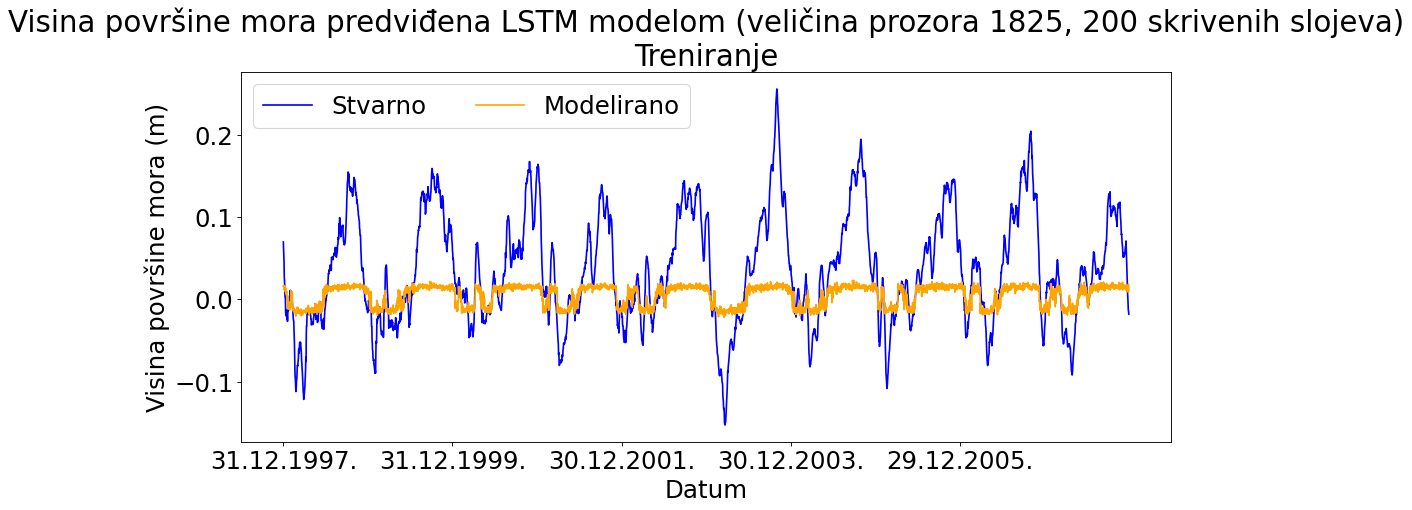 Visina površine mora predviđena LSTM modelom (veličina prozora 1825, 200 skrivenih slojeva)
Treniranje
Stvarno Modelirano
Visina površine mora (m)
0.2
0.1
0.0
−0.1
31.12.1997. 31.12.1999. 30.12.2001. 30.12.2003. 29.12.2005.
Datum